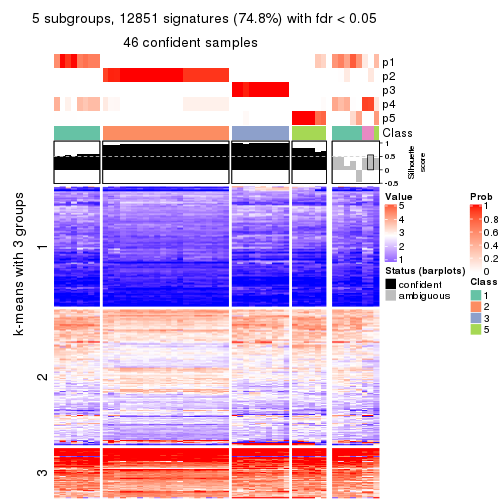 5 subgroups, 12851 signatures (74.8%) with fdr < 0.05
46 confident samples
p1
p2
p3
p4
p5
Class
1
0.5
0
-0.5
Silhouette
score
k-means with 3 groups
1
2
3
Value
5
4
3
2
1
Status (barplots)
confident
ambiguous
Prob
1
0.8
0.6
0.4
0.2
0
Class
1
2
3
4
5